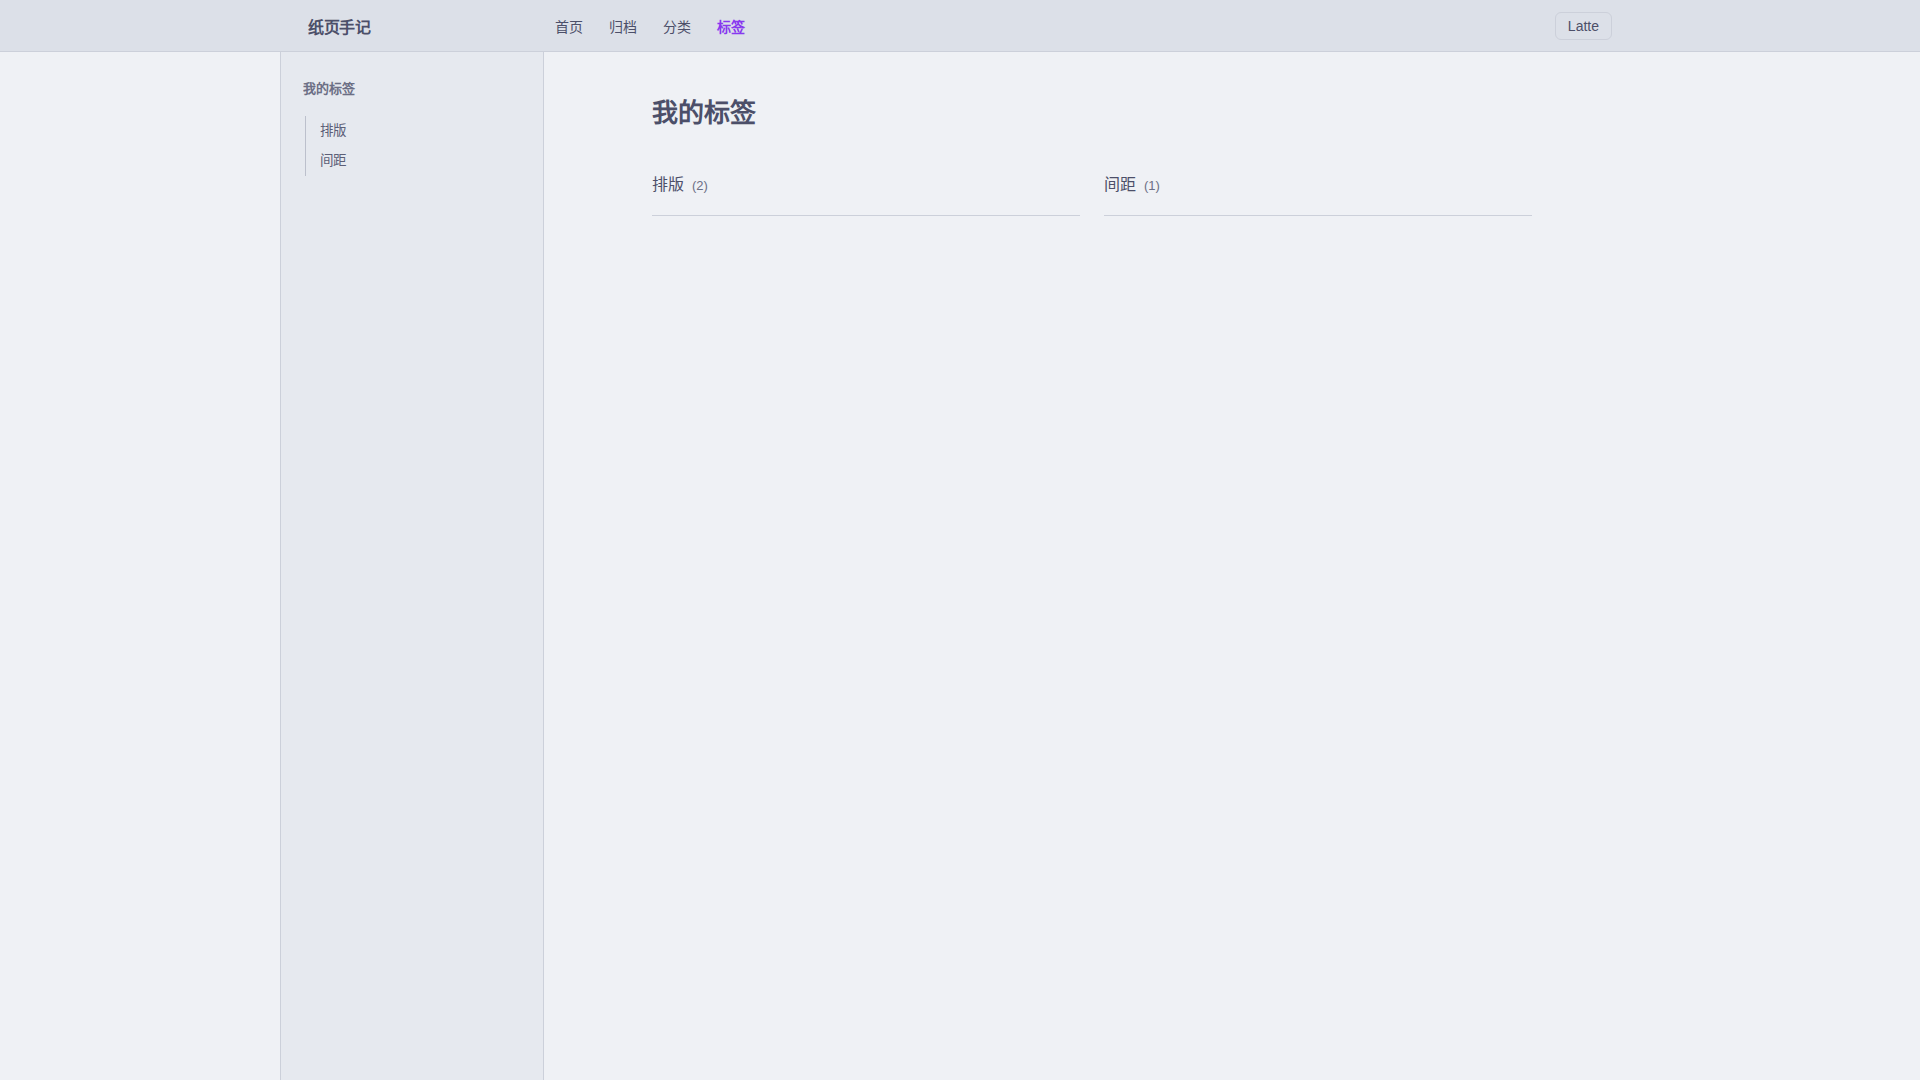 纸页手记
首页 归档 分类 标签
Latte
我的标签
排版
间距
我的标签
排版 (2)
间距 (1)